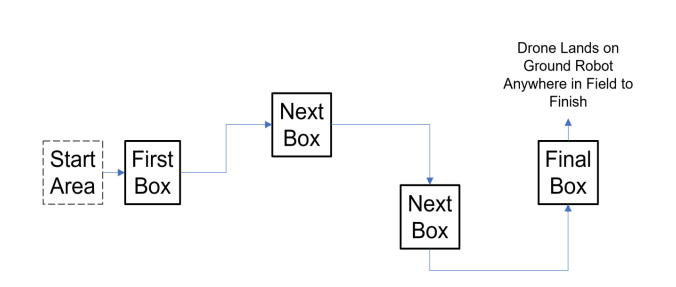 Start
Area
First
Box
Next
Box
Next
Box
Final
Box
Drone Lands on
Ground Robot
Anywhere in Field to
Finish